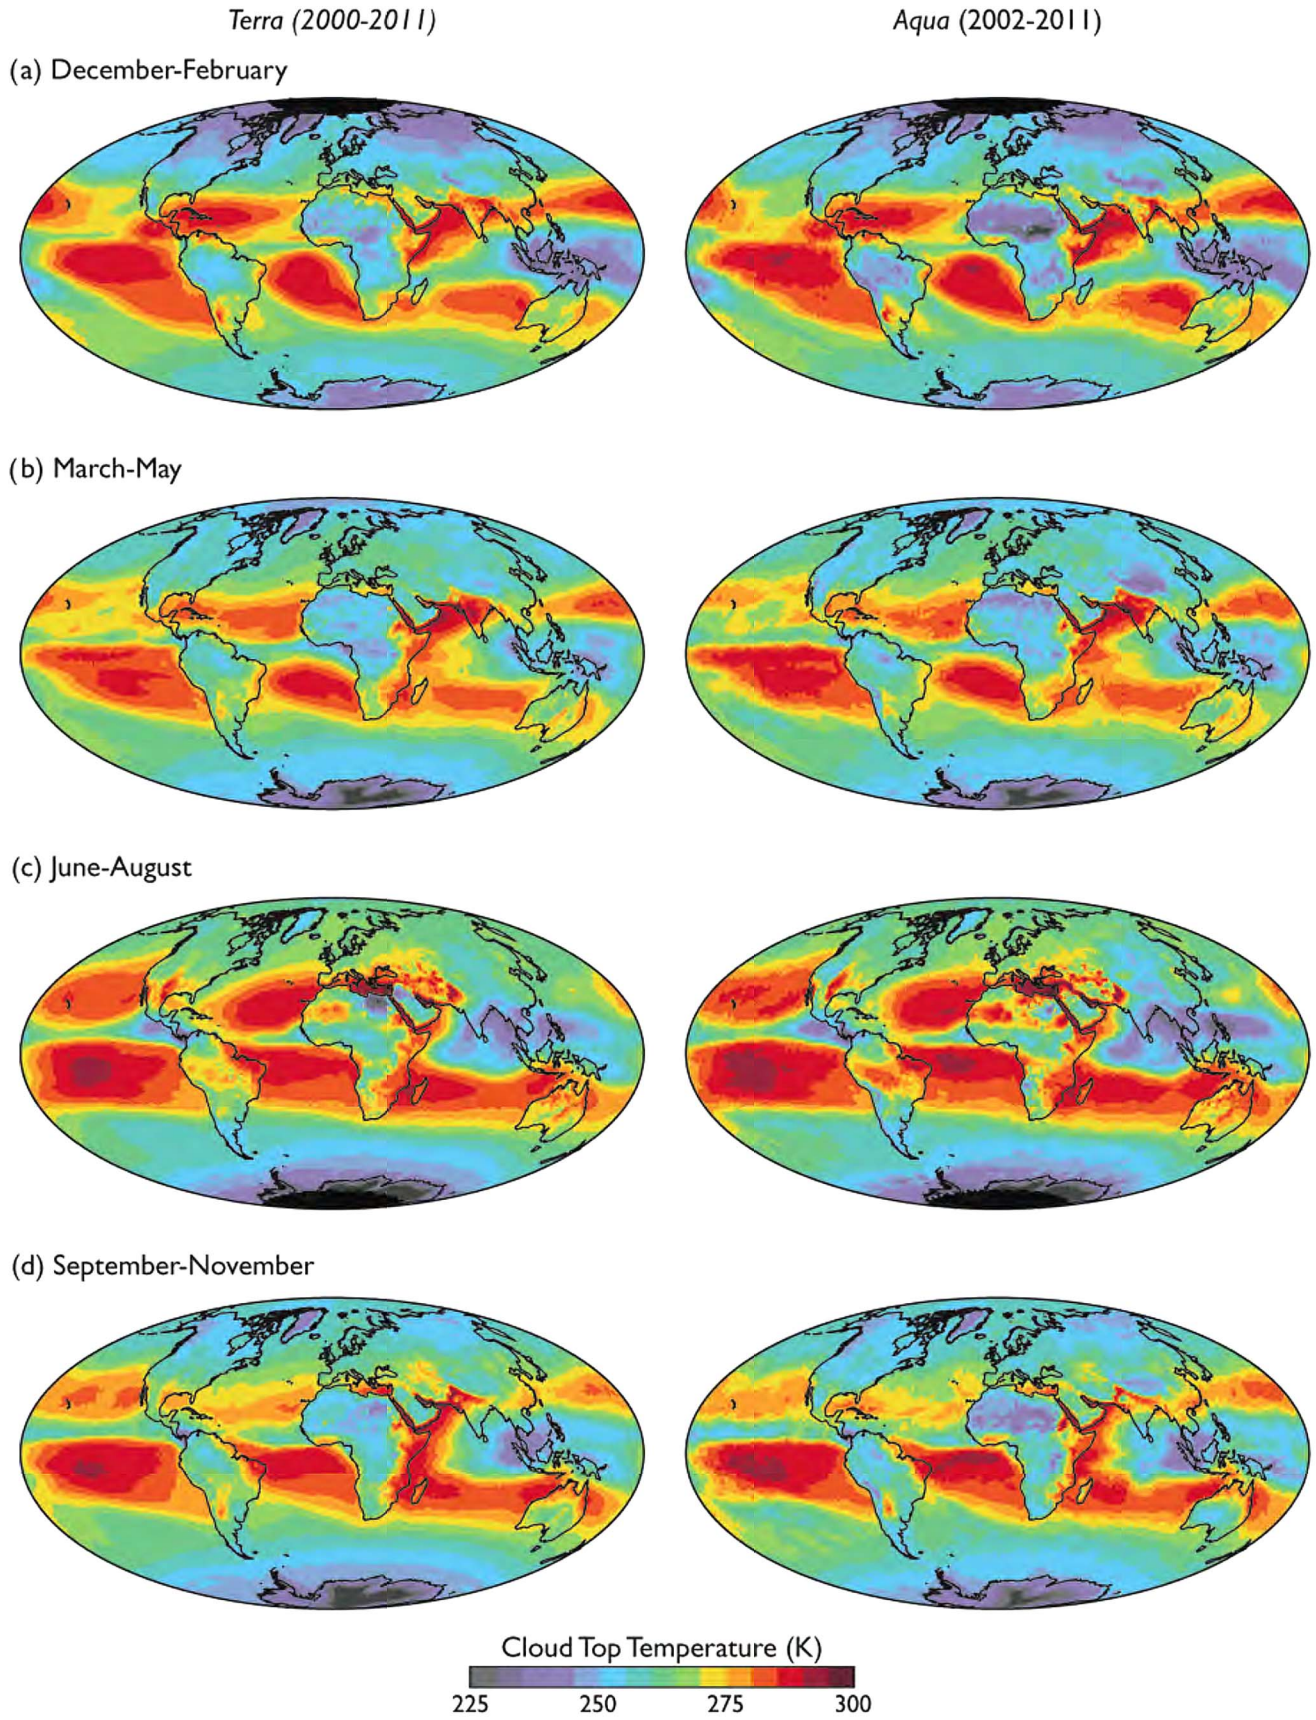 Terra (2000-2011)
Aqua (2002-2011)
(a) December-February
(b) March-May
(c) June-August
(d) September-November
Cloud Top Temperature (K)
225 250 275 300